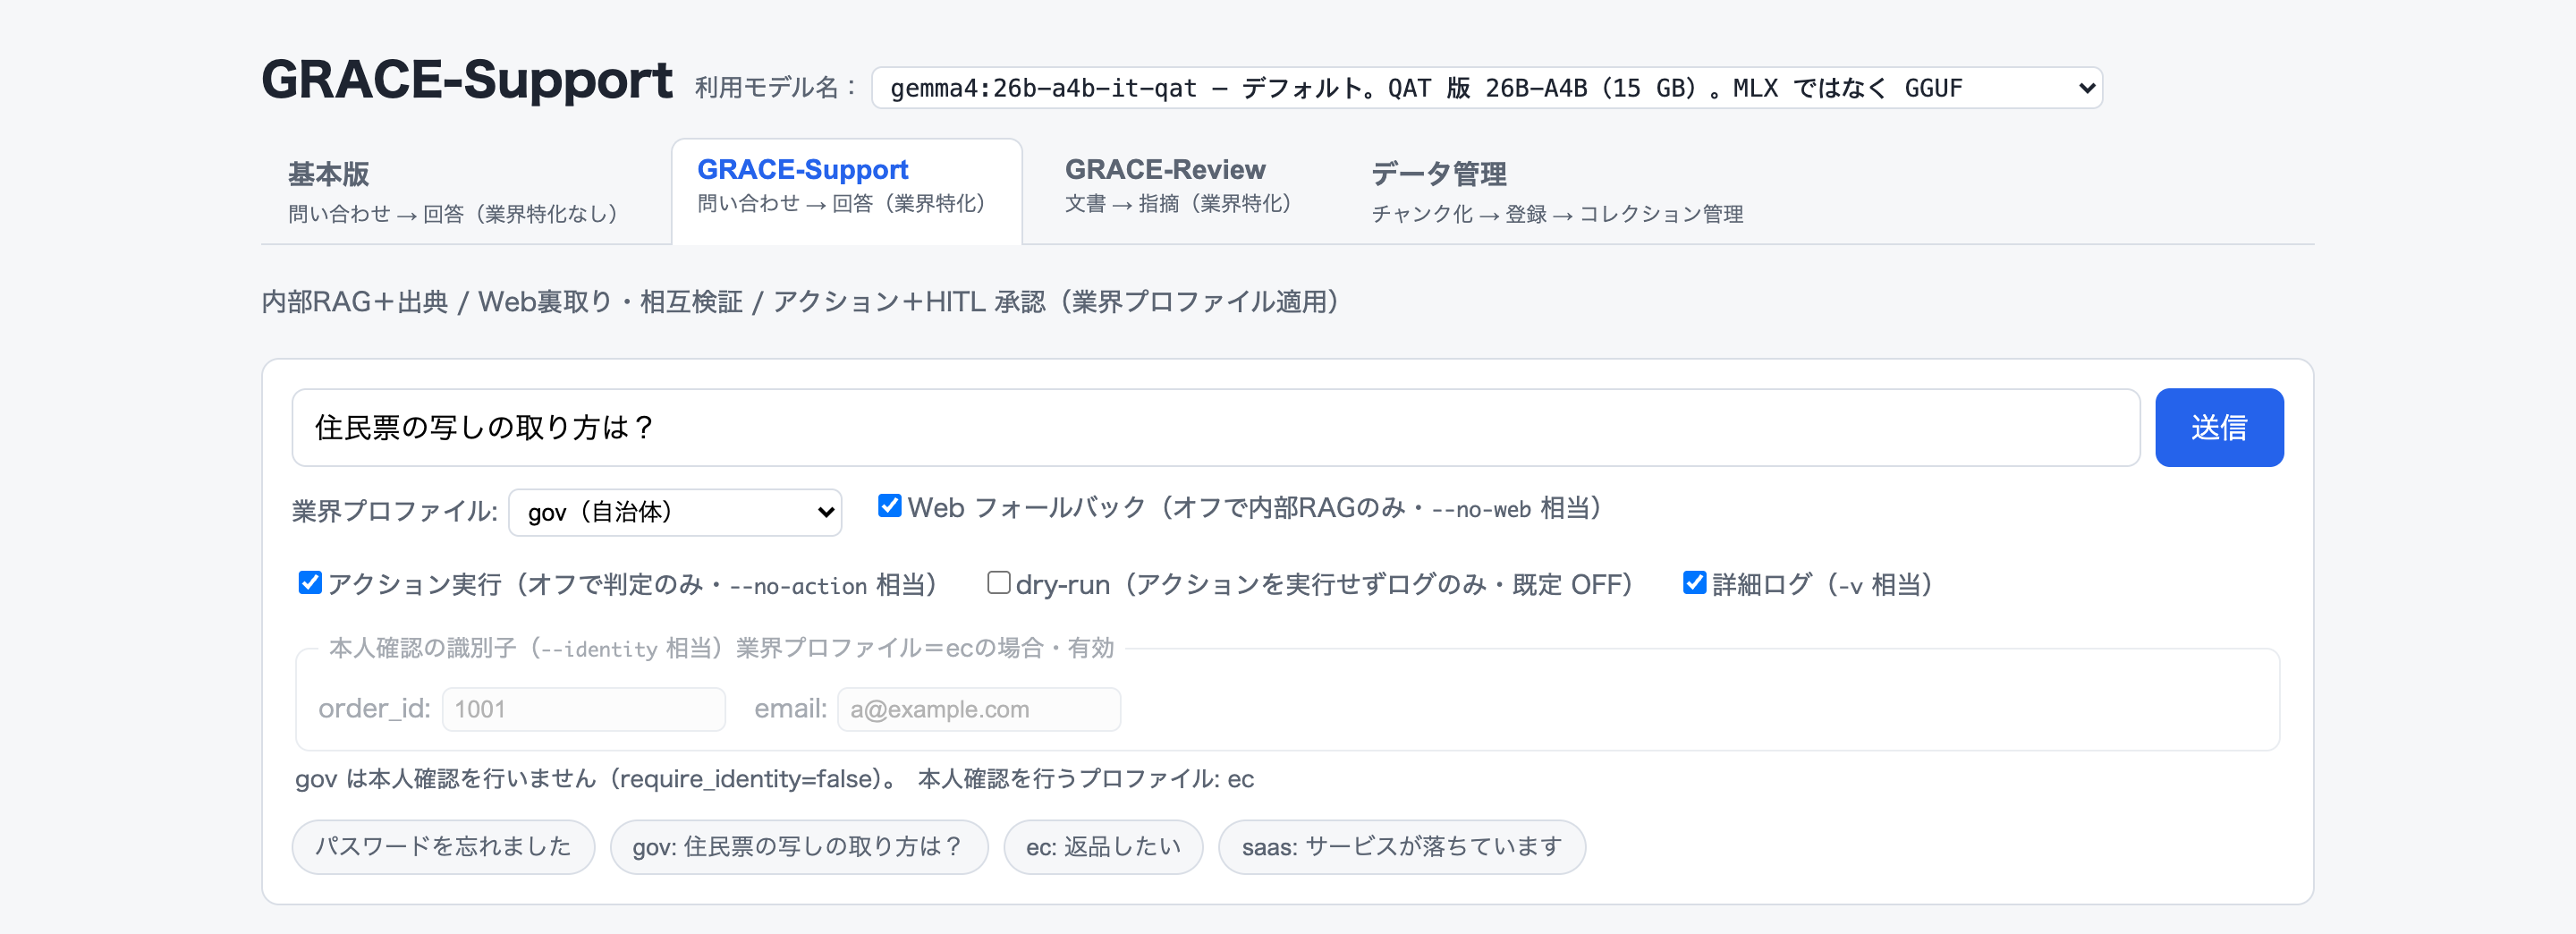 GRACE-Support 利用モデル名： gemma4:26b-a4b-it-qat — デフォルト。QAT 版 26B-A4B（15 GB）。MLX ではなく GGUF
基本版 GRACE-Support GRACE-Review データ管理
問い合わせ → 回答（業界特化なし） 問い合わせ → 回答（業界特化） 文書 → 指摘（業界特化） チャンク化 → 登録 → コレクション管理
内部RAG＋出典 / Web裏取り・相互検証 / アクション＋HITL 承認（業界プロファイル適用）
住民票の写しの取り方は？ 送信
業界プロファイル: gov（自治体） Web フォールバック（オフで内部RAGのみ・--no-web 相当）
アクション実行（オフで判定のみ・--no-action 相当） dry-run（アクションを実行せずログのみ・既定 OFF） 詳細ログ（-v 相当）
本人確認の識別子（--identity 相当）業界プロファイル＝ecの場合・有効
order_id: 1001 email: a@example.com
gov は本人確認を行いません（require_identity=false）。 本人確認を行うプロファイル: ec
パスワードを忘れました gov: 住民票の写しの取り方は？ ec: 返品したい saas: サービスが落ちています